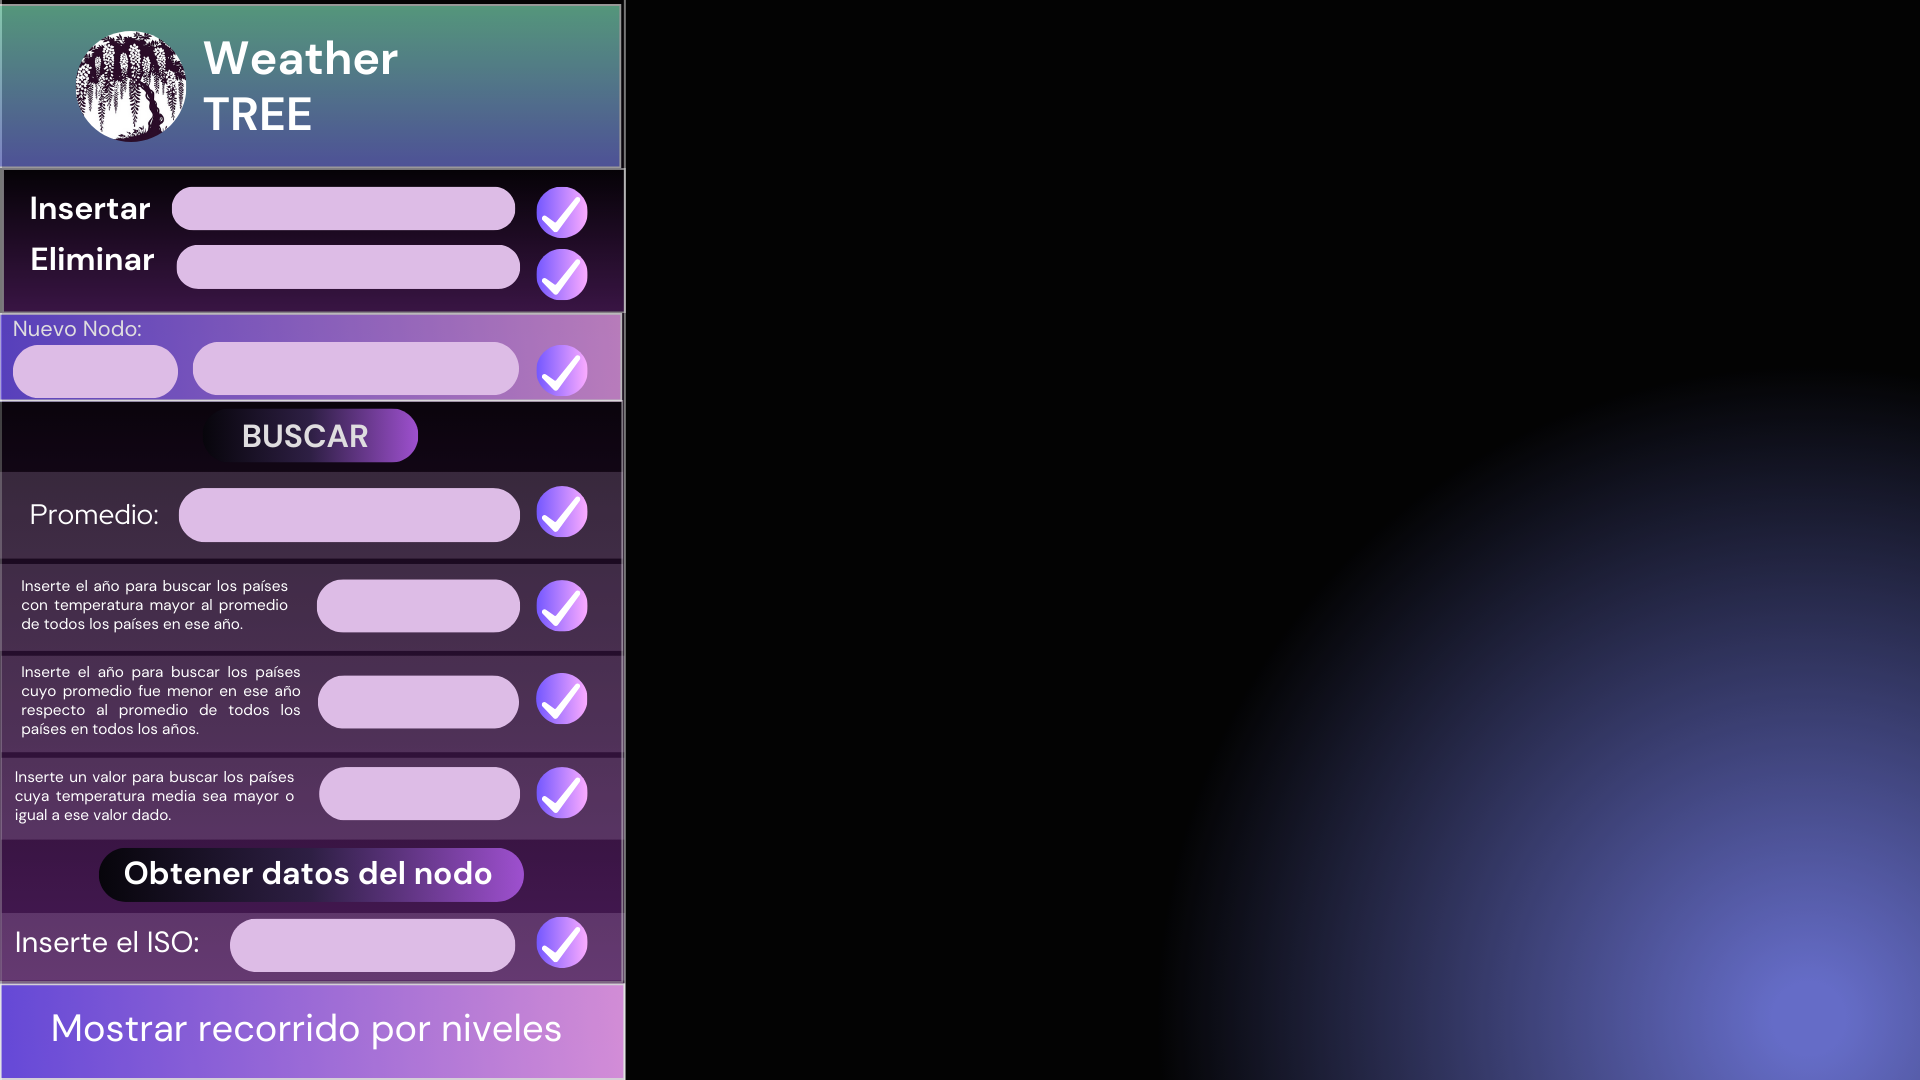 Weather
TREE
Insertar
Eliminar
Nuevo Nodo:
BUSCAR
Promedio:
Inserte el año para buscar los países
con temperatura mayor al promedio
de todos los países en ese año.
Inserte el año para buscar los países
cuyo promedio fue menor en ese año
respecto al promedio de todos los
países en todos los años.
Inserte un valor para buscar los países
cuya temperatura media sea mayor o
igual a ese valor dado.
Obtener datos del nodo
Inserte el ISO:
Mostrar recorrido por niveles